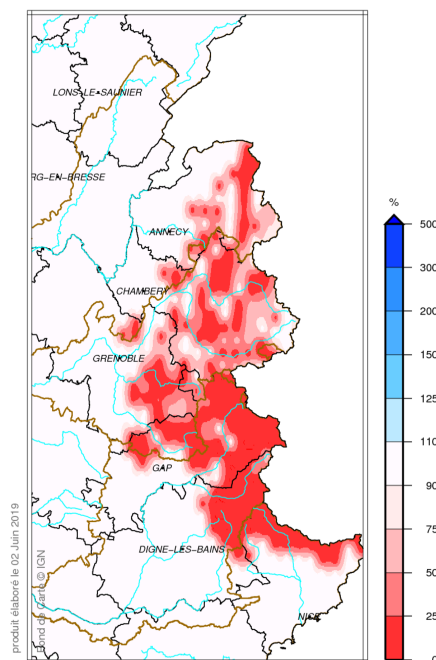 LONS-LE-SAUNIER
RG-EN-BRESSE
ANNECY
CHAMBERY
GRENOBLE
GAP
DIGNE-LES-BAINS
NICE
%
500
300
200
150
125
110
90
75
50
25
0
produit élaboré le 02 Juin 2019
Fond de Carte © IGN